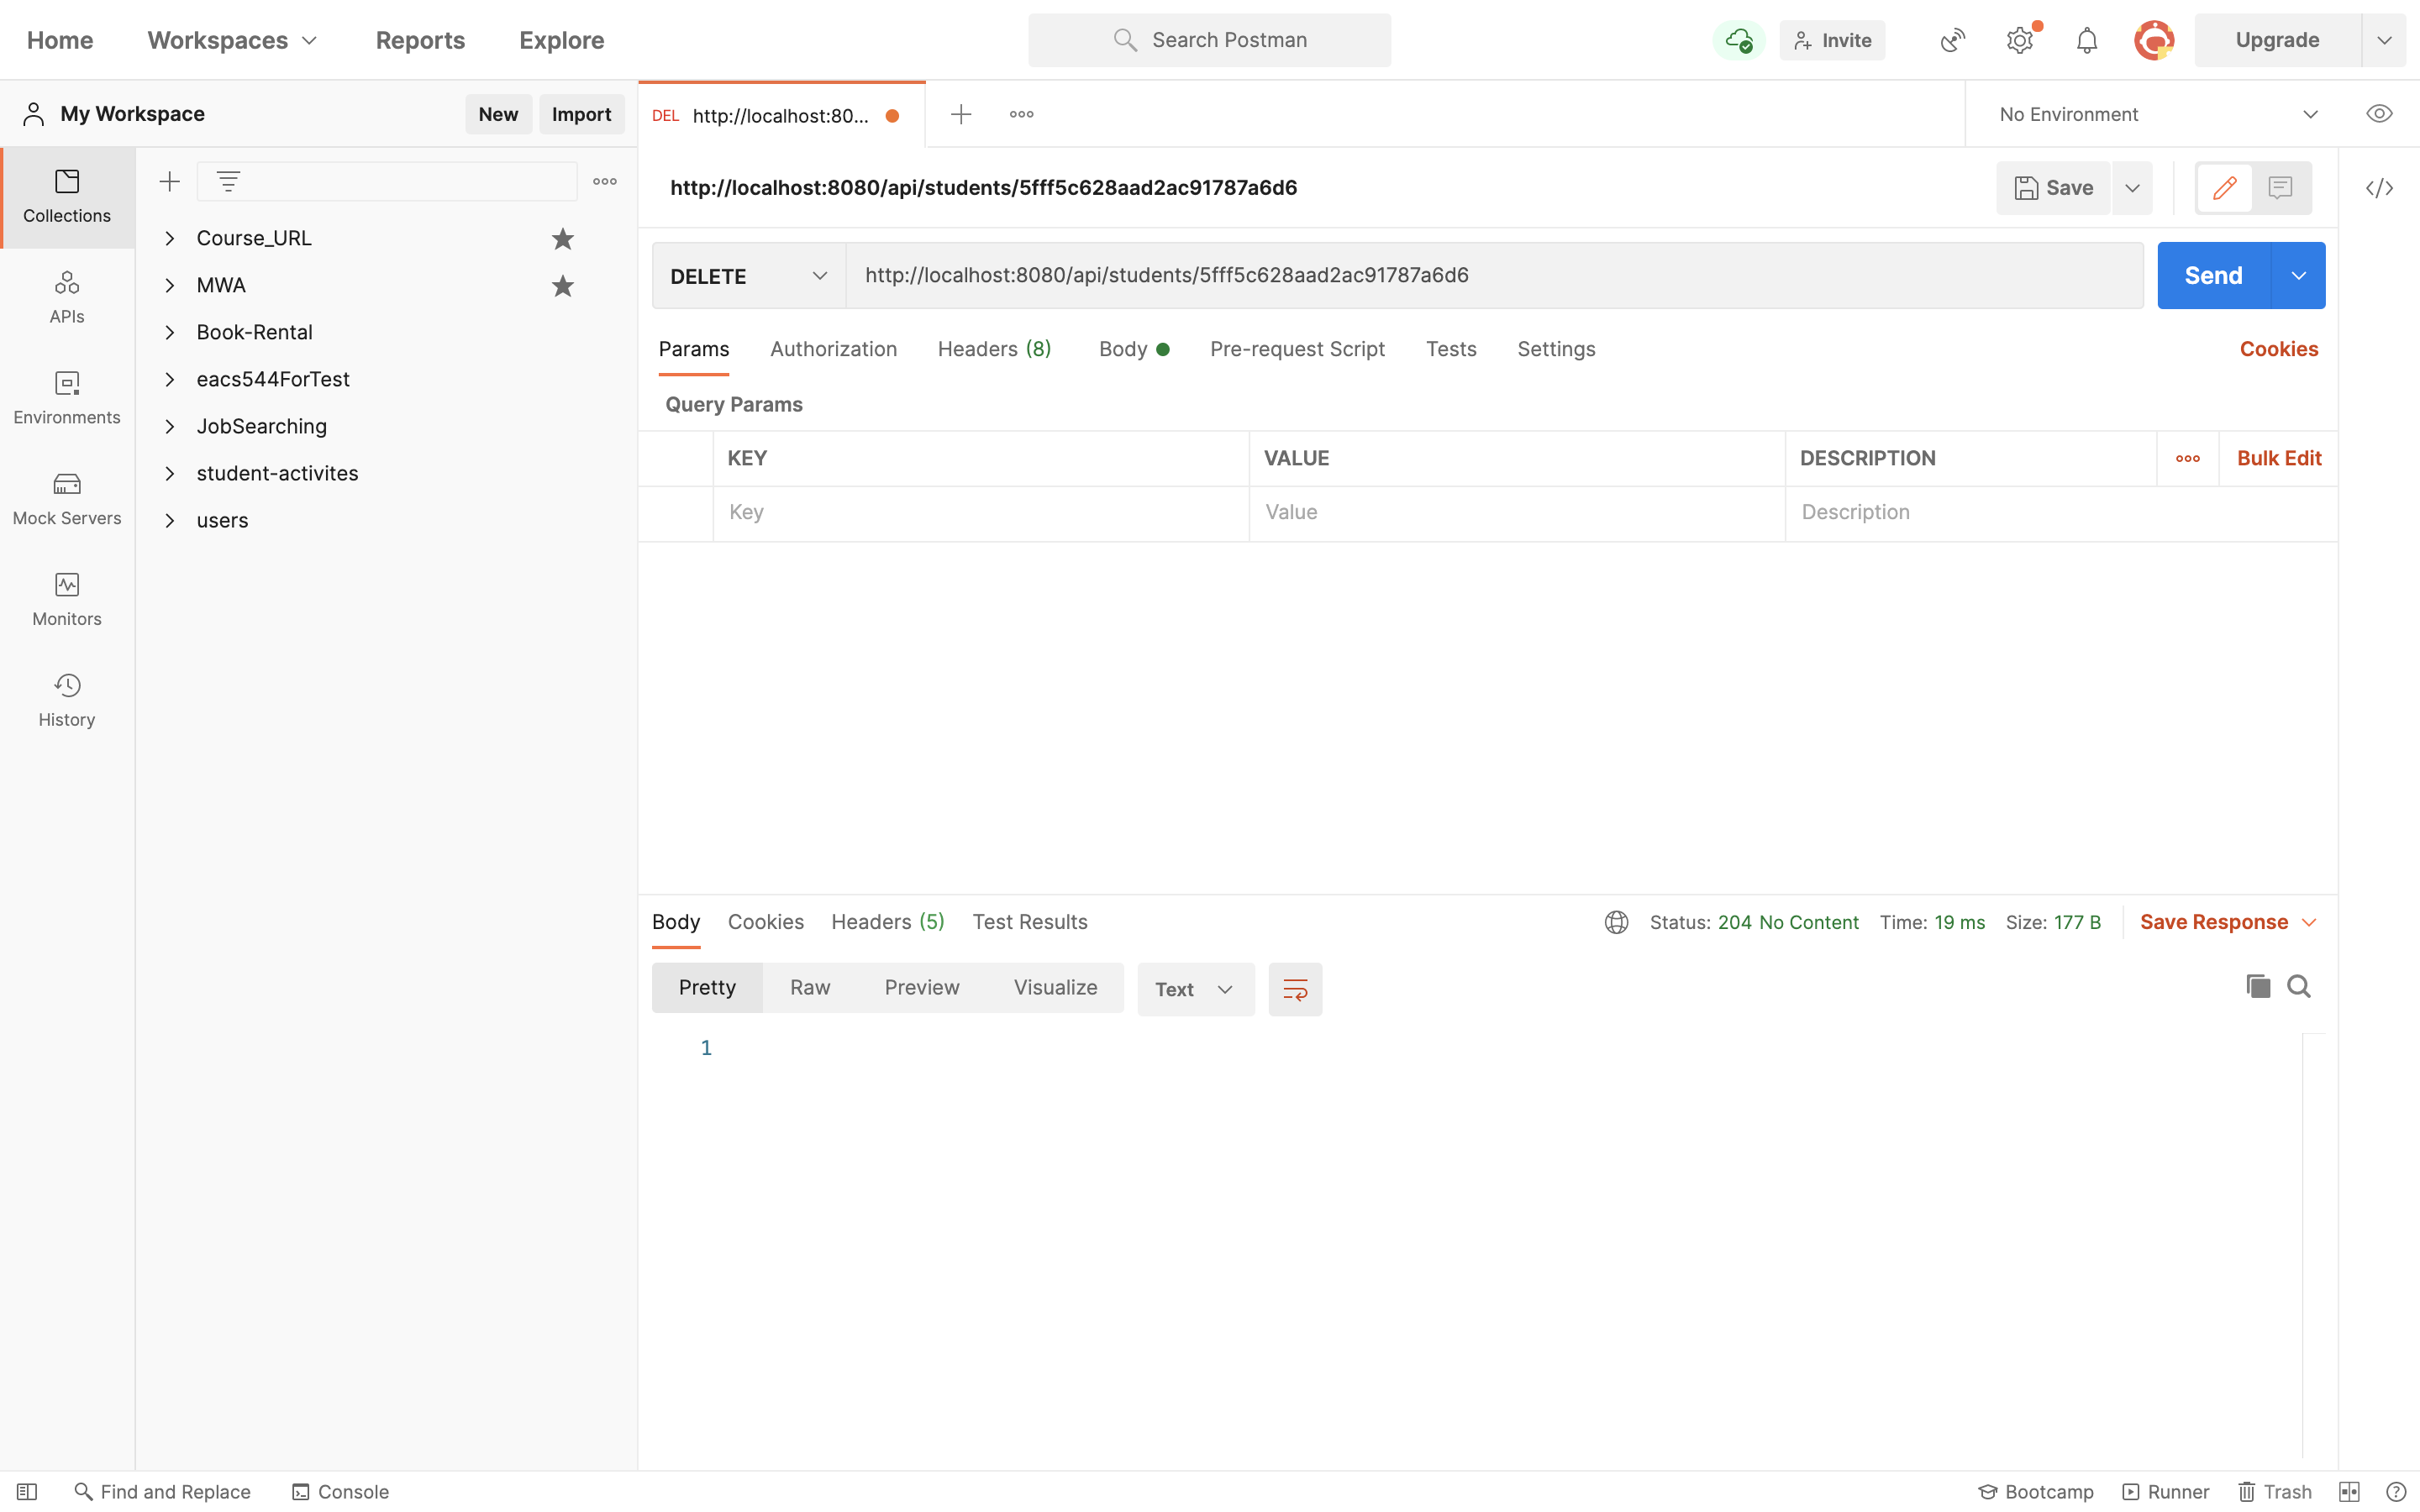 Home Workspaces Reports Explore Search Postman Invite Upgrade
My Workspace New Import DEL http://localhost:80... No Environment
Collections
APIs
Environments
Mock Servers
Monitors
History
Course_URL
MWA
Book-Rental
eacs544ForTest
JobSearching
student-activites
users
http://localhost:8080/api/students/5fff5c628aad2ac91787a6d6 Save
DELETE http://localhost:8080/api/students/5fff5c628aad2ac91787a6d6 Send
Params Authorization Headers (8) Body Pre-request Script Tests Settings Cookies
Query Params
KEY VALUE DESCRIPTION Bulk Edit
Key Value Description
Body Cookies Headers (5) Test Results Status: 204 No Content Time: 19 ms Size: 177 B Save Response
Pretty Raw Preview Visualize Text
1
Find and Replace Console Bootcamp Runner Trash